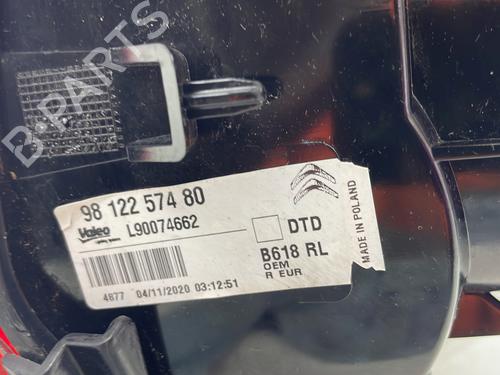 B-PARTS
98 122 574 80
Valeo L90074662
DTD
B618 RL
OEM
R EUR
4877 04/11/2020 03:12:51
MADE IN POLAND